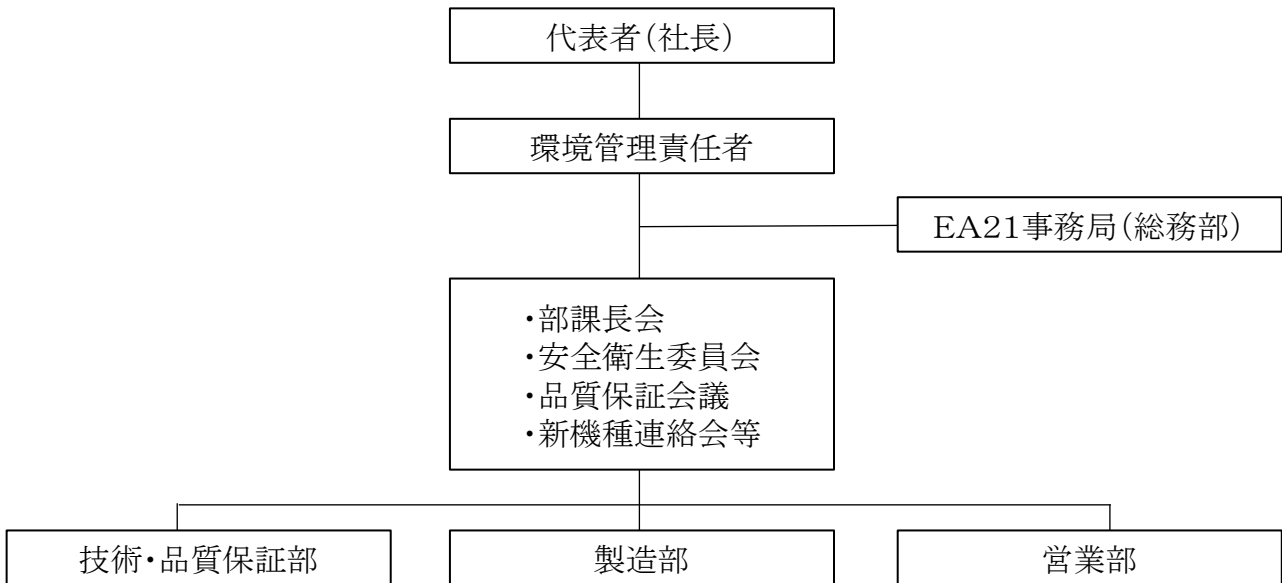 代表者(社長)
環境管理責任者
EA21事務局(総務部)
・部課長会
・安全衛生委員会
・品質保証会議
・新機種連絡会等
技術・品質保証部
製造部
営業部